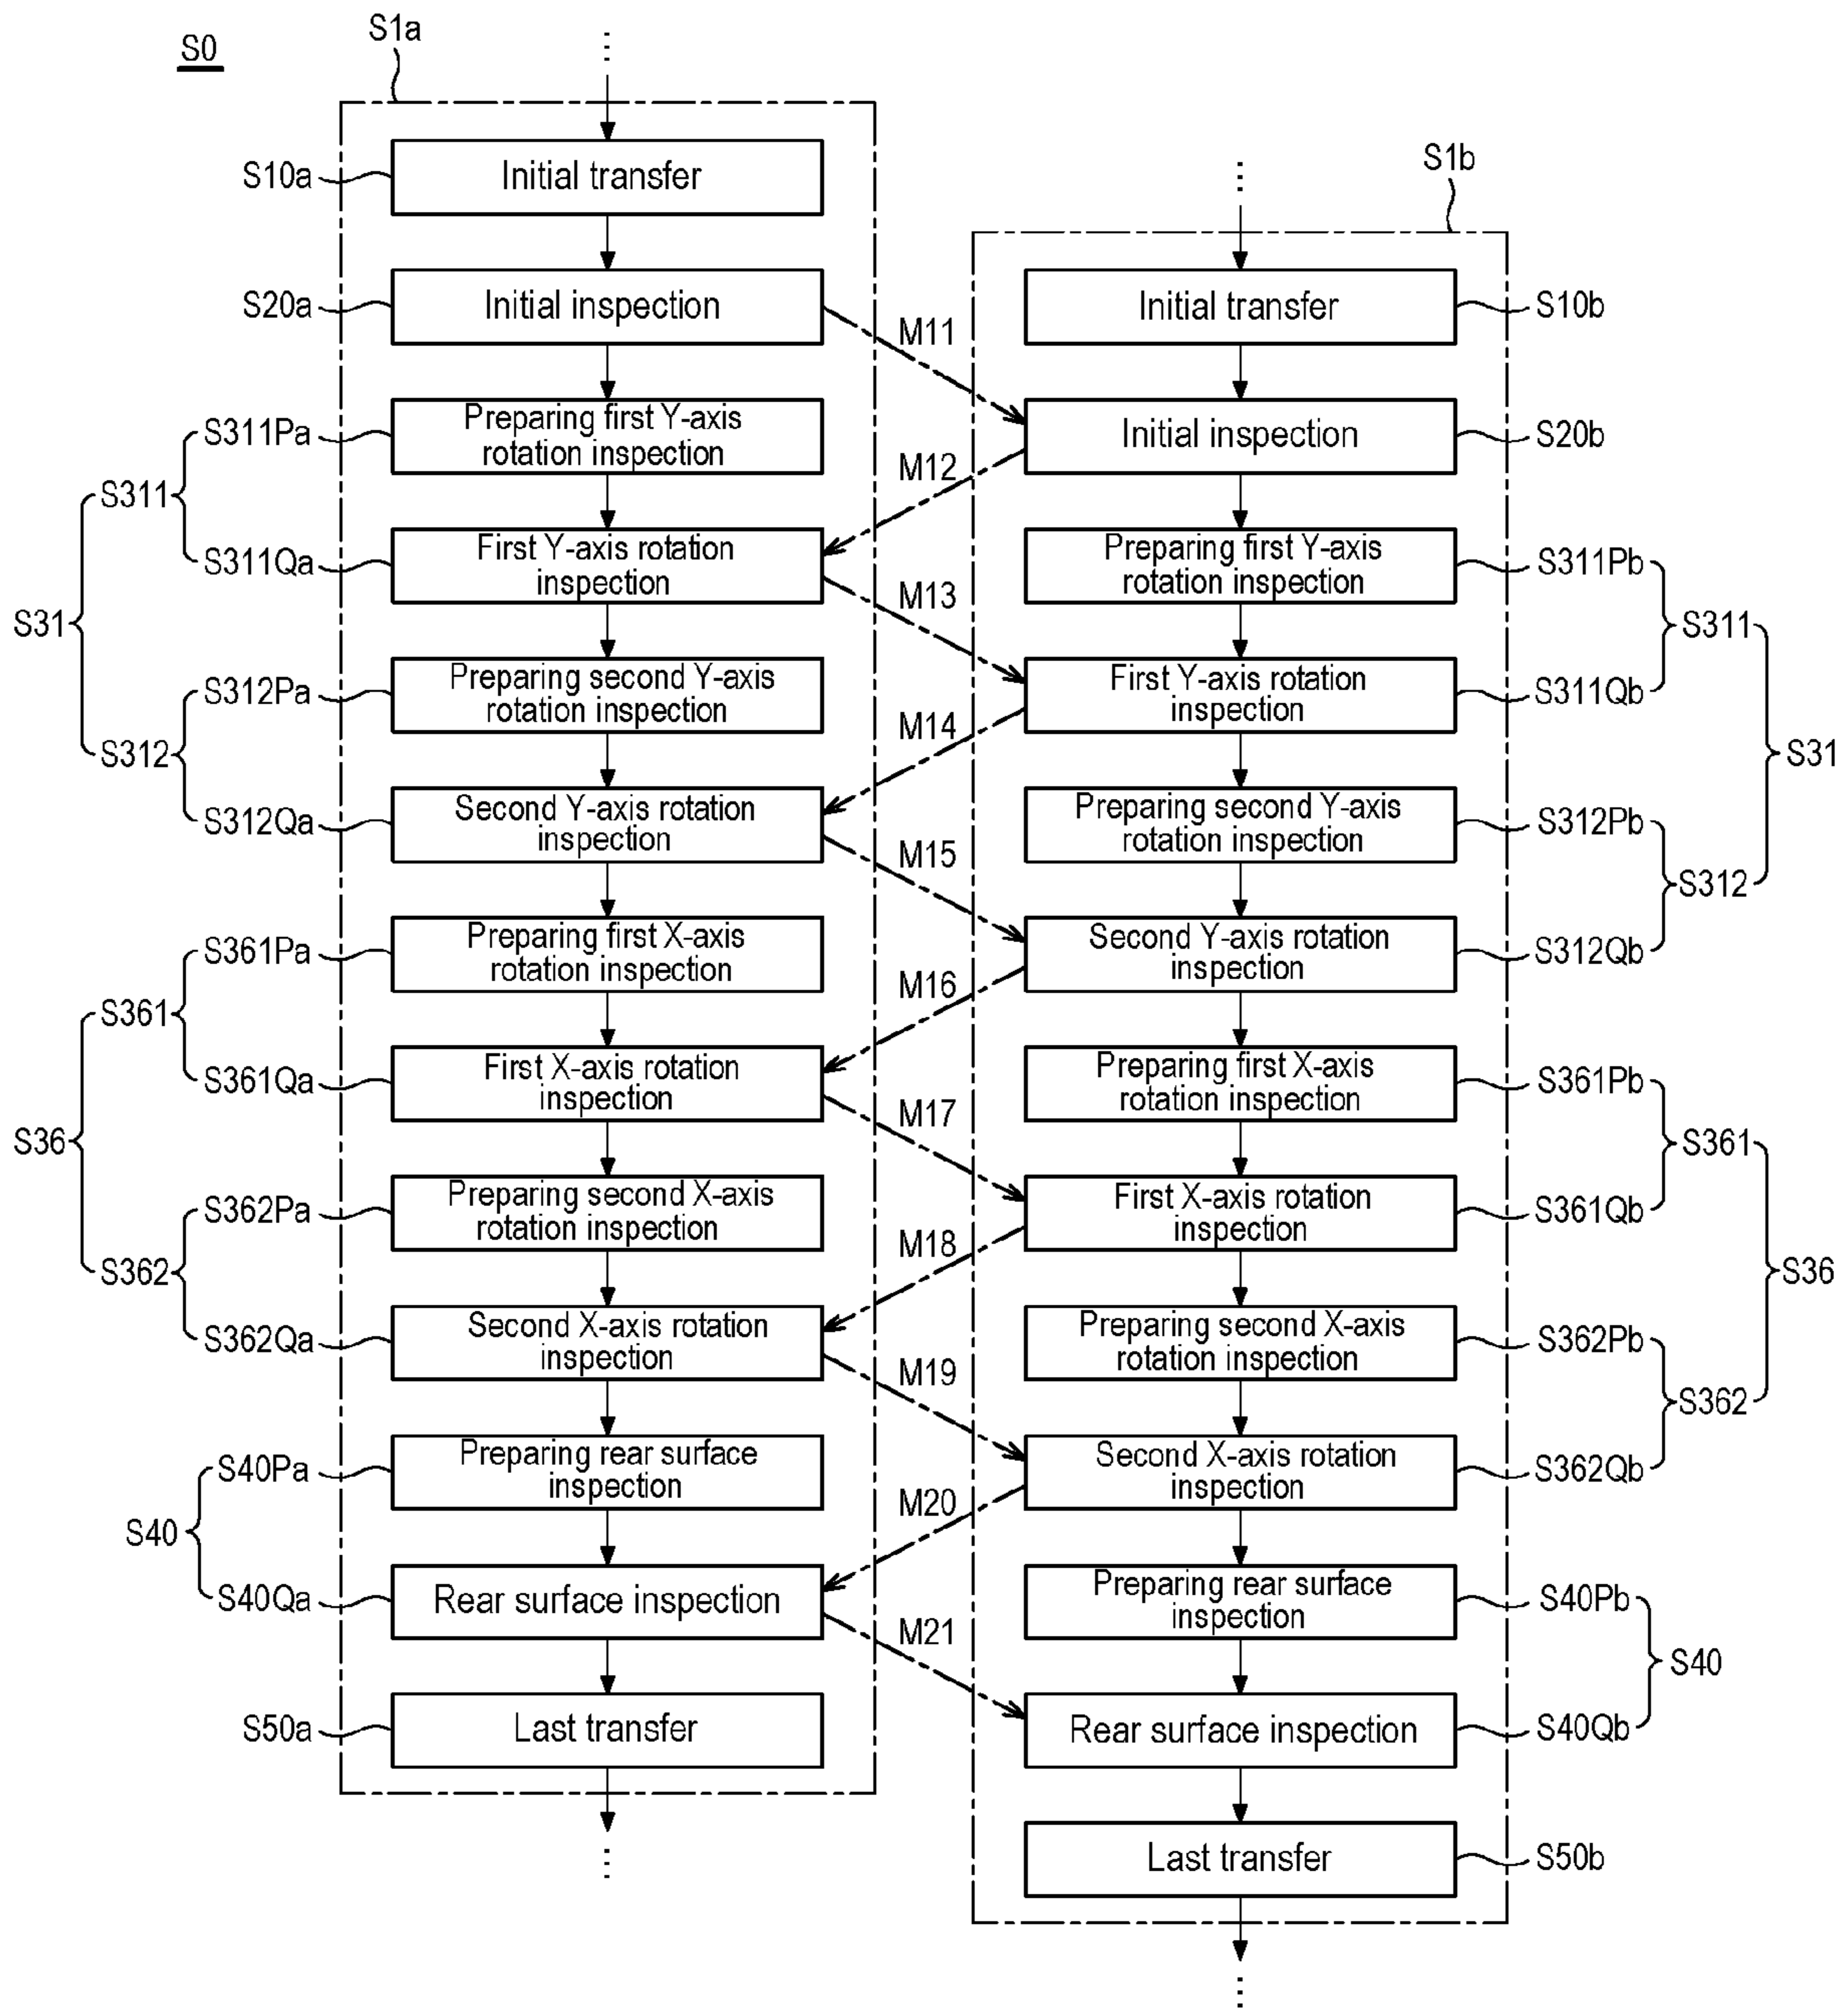 S0
S1a
S10a
Initial transfer
S1b
S20a
Initial inspection
M11
Initial transfer
S10b
S311Pa
Preparing first Y-axis
rotation inspection
Initial inspection
S20b
S311
M12
S311Qa
First Y-axis rotation
inspection
Preparing first Y-axis
rotation inspection
S311Pb
S31
M13
S311
S312Pa
Preparing second Y-axis
rotation inspection
First Y-axis rotation
inspection
S311Qb
S312
M14
S31
S312Qa
Second Y-axis rotation
inspection
Preparing second Y-axis
rotation inspection
S312Pb
M15
S312
S361Pa
Preparing first X-axis
rotation inspection
Second Y-axis rotation
inspection
S312Qb
S361
M16
S361Qa
First X-axis rotation
inspection
Preparing first X-axis
rotation inspection
S361Pb
S36
M17
S361
S362Pa
Preparing second X-axis
rotation inspection
First X-axis rotation
inspection
S361Qb
S362
M18
S36
S362Qa
Second X-axis rotation
inspection
Preparing second X-axis
rotation inspection
S362Pb
M19
S362
S40Pa
Preparing rear surface
inspection
Second X-axis rotation
inspection
S362Qb
S40
M20
S40Qa
Rear surface inspection
Preparing rear surface
inspection
S40Pb
M21
S40
S50a
Last transfer
Rear surface inspection
S40Qb
Last transfer
S50b